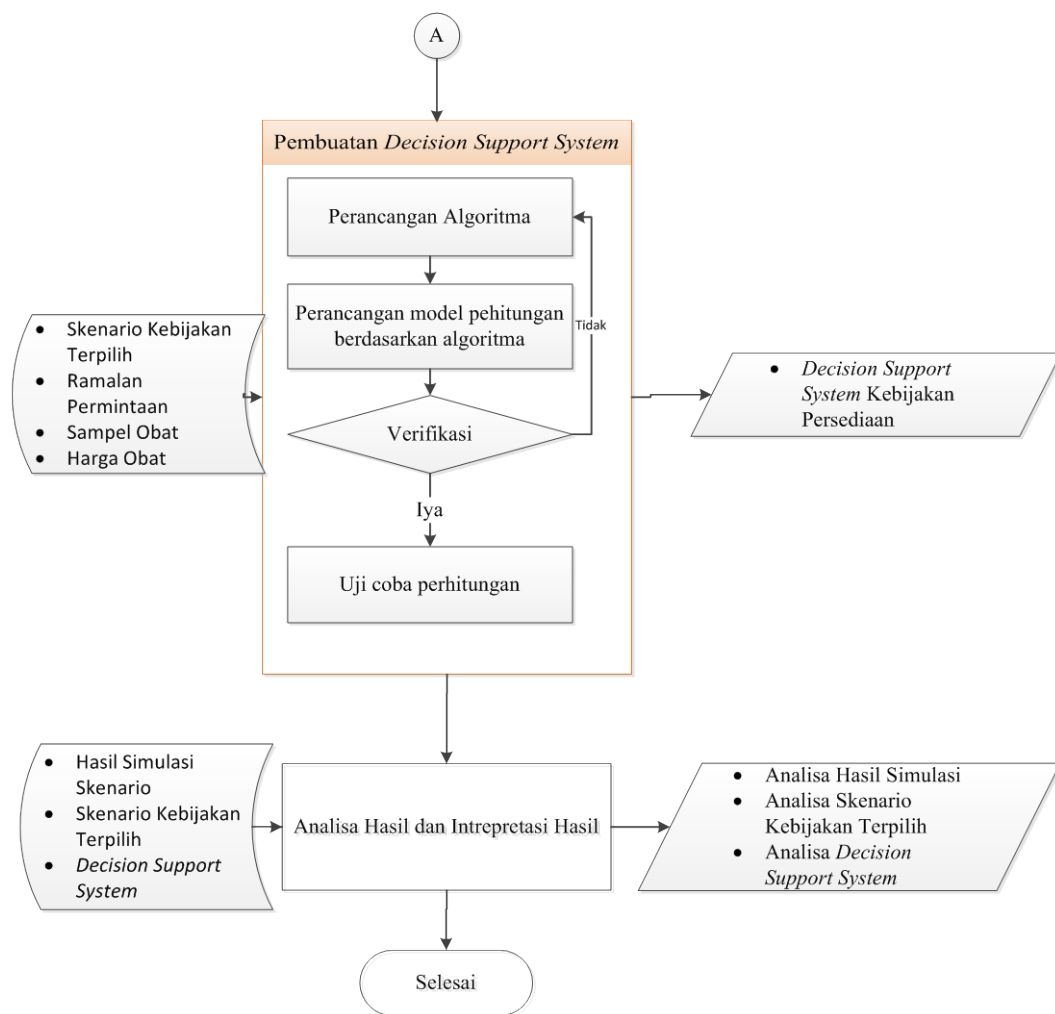 A
Pembuatan Decision Support System
Perancangan Algoritma
Perancangan model pehitungan
berdasarkan algoritma
Tidak
Verifikasi
Iya
Uji coba perhitungan
• Skenario Kebijakan
Terpilih
• Ramalan
Permintaan
• Sampel Obat
• Harga Obat
• Decision Support
System Kebijakan
Persediaan
• Hasil Simulasi
Skenario
• Skenario Kebijakan
Terpilih
• Decision Support
System
Analisa Hasil dan Intrepretasi Hasil
• Analisa Hasil Simulasi
• Analisa Skenario
Kebijakan Terpilih
• Analisa Decision
Support System
Selesai